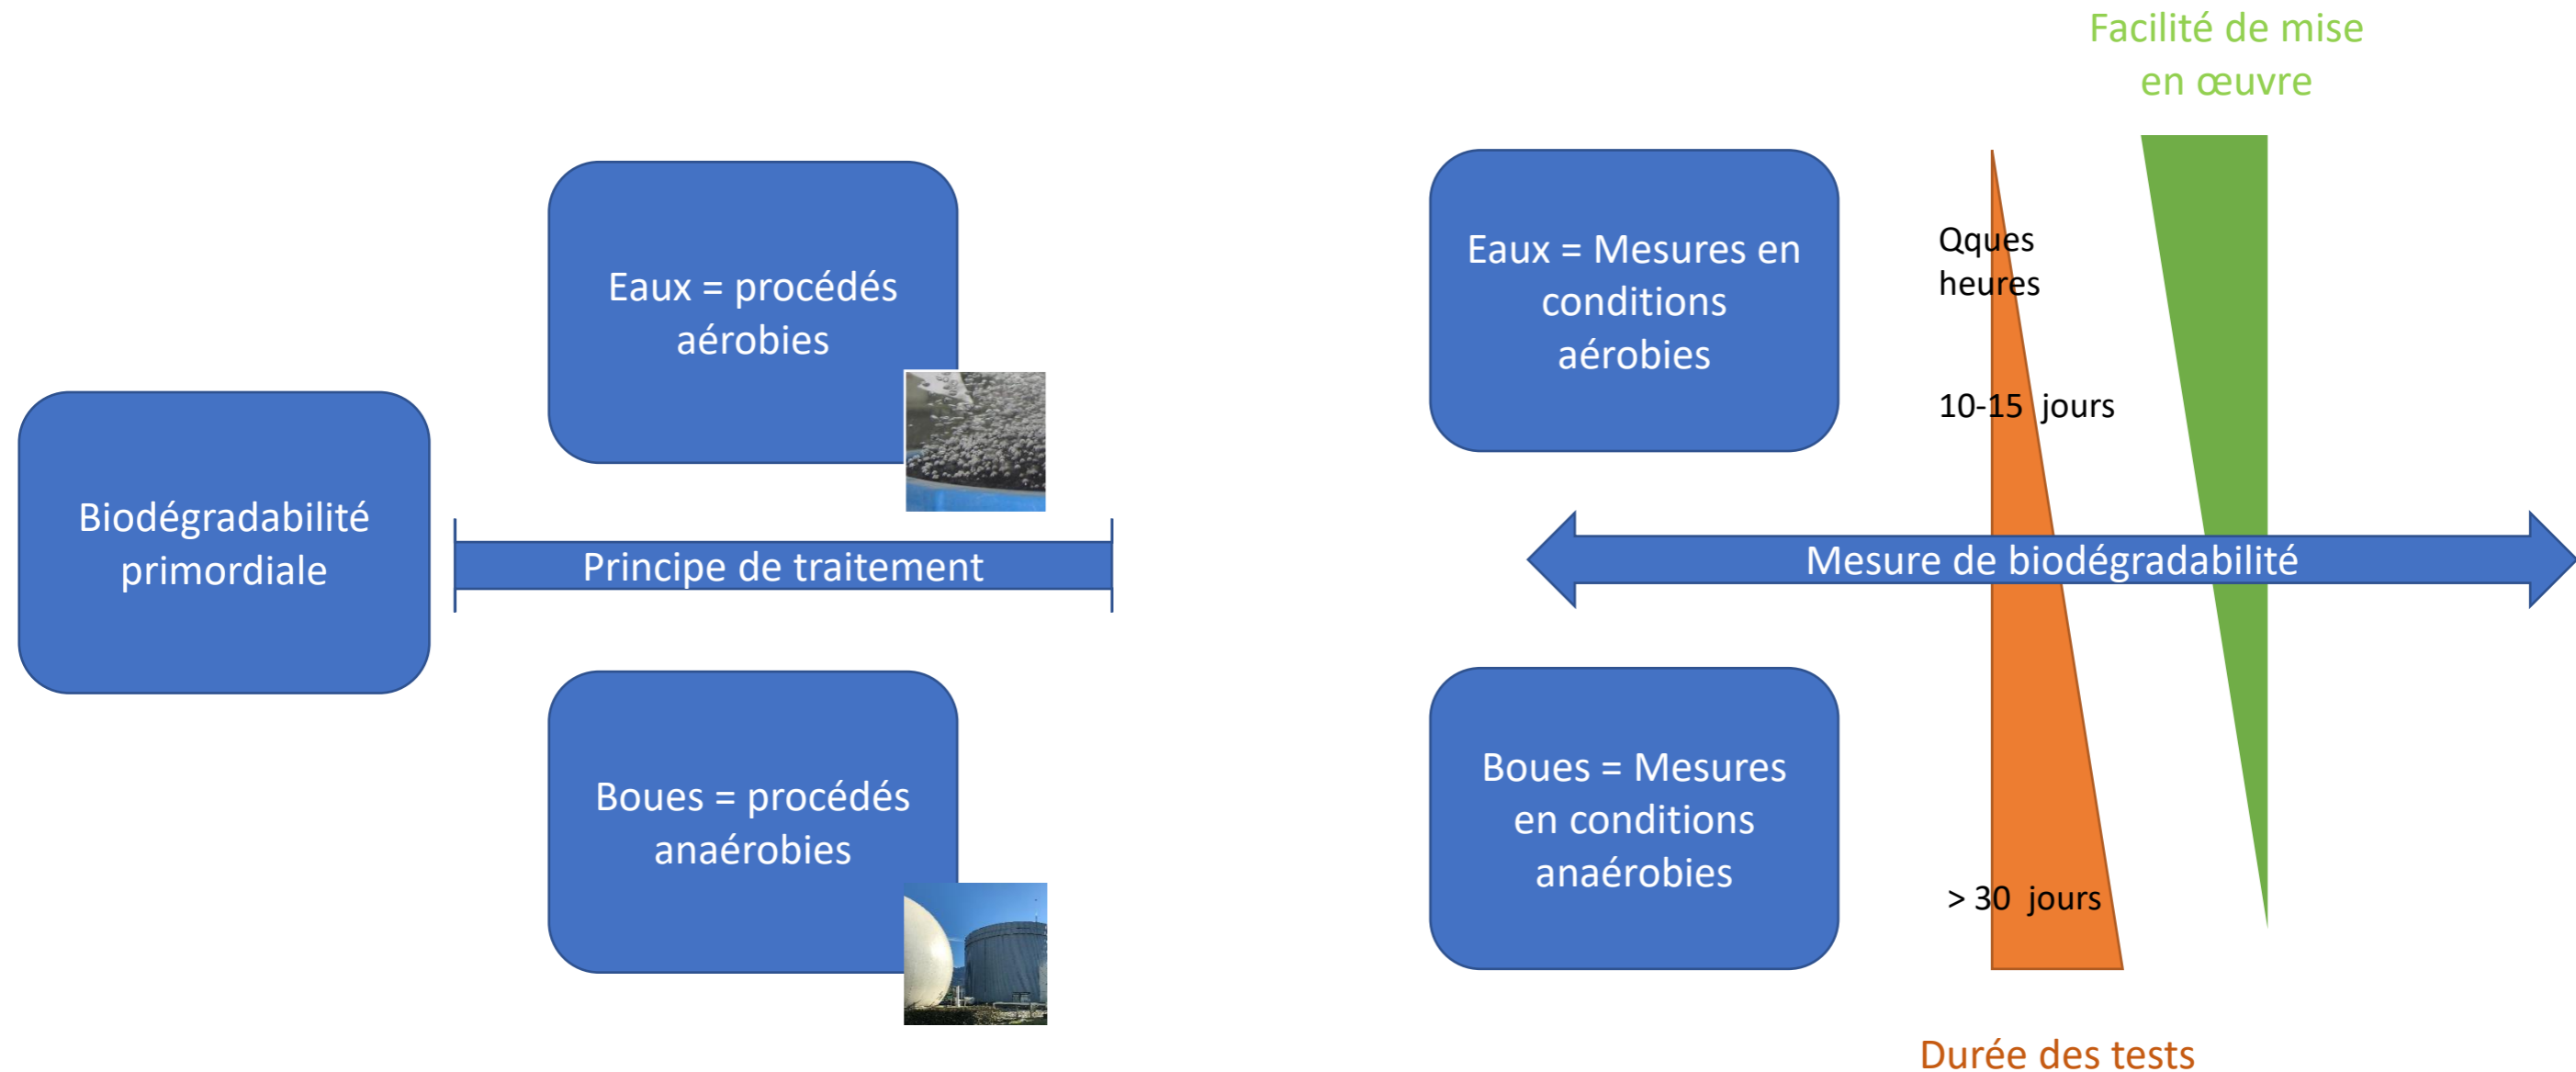 Facilité de mise
en œuvre
Eaux = procédés
aérobies
Eaux = Mesures en
conditions
aérobies
Qques
heures
10-15 jours
Biodégradabilité
primordiale
Principe de traitement
Mesure de biodégradabilité
Boues = procédés
anaérobies
Boues = Mesures
en conditions
anaérobies
> 30 jours
Durée des tests